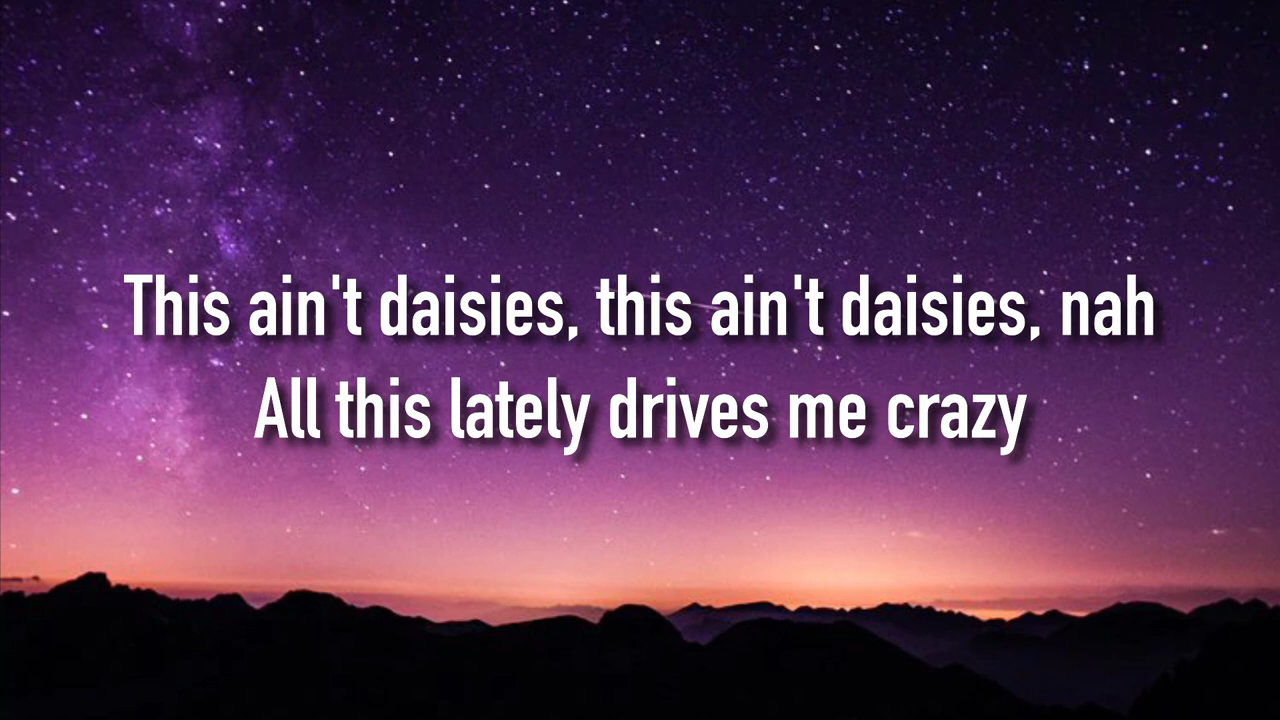 This ain't daisies, this ain't daisies, nah
All this lately drives me crazy